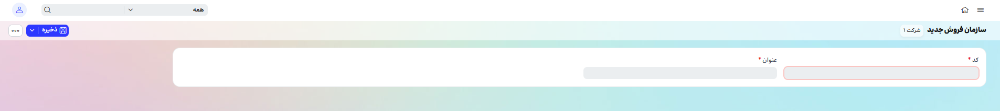 همه
سازمان فروش جدید
شرکت ۱
ذخیره
کد *
عنوان *